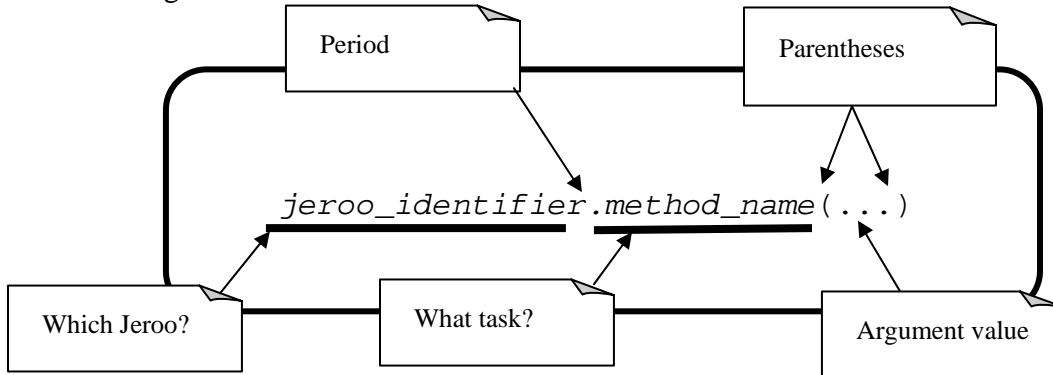 Period
Parentheses
jeroo_identifier.method_name(...)
Which Jeroo?
What task?
Argument value